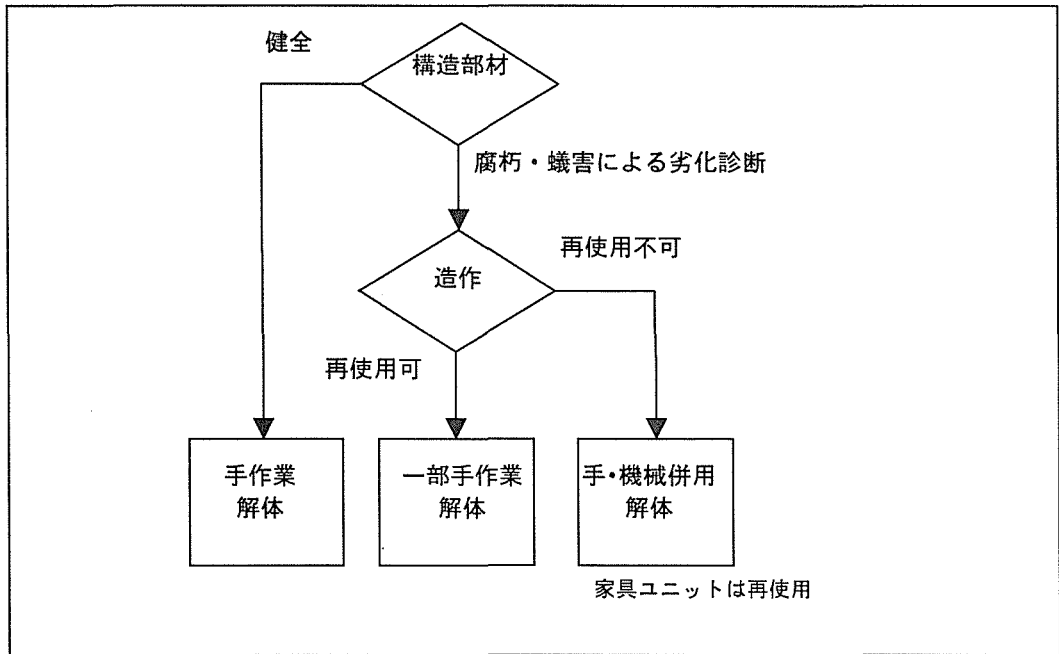 健全
構造部材
腐朽・蟻害による劣化診断
再使用不可
造作
再使用可
手作業
解体
一部手作業
解体
手・機械併用
解体
家具ユニットは再使用